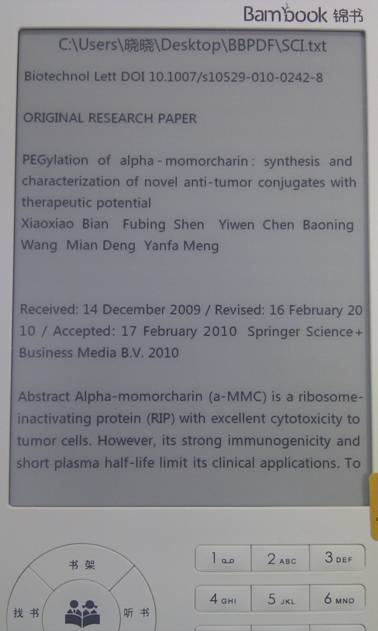 Bambook 锦书
C:\Users\晓晓\Desktop\BBPDF\SCI.txt
Biotechnol Lett DOI 10.1007/s10529-010-0242-8
ORIGINAL RESEARCH PAPER
PEGylation of alpha-momorcharin: synthesis and
characterization of novel anti-tumor conjugates with
therapeutic potential
Xiaoxiao Bian Fubing Shen Yiwen Chen Baoning
Wang Mian Deng Yanfa Meng
Received: 14 December 2009 / Revised: 16 February 20
10 / Accepted: 17 February 2010 Springer Science+
Business Media B.V. 2010
Abstract Alpha-momorcharin (a-MMC) is a ribosome-
inactivating protein (RIP) with excellent cytotoxicity to
tumor cells. However, its strong immunogenicity and
short plasma half-life limit its clinical applications. To
书架
找书
听书
1
2 ABC
3 DEF
4 GHI
5 JKL
6 MNO